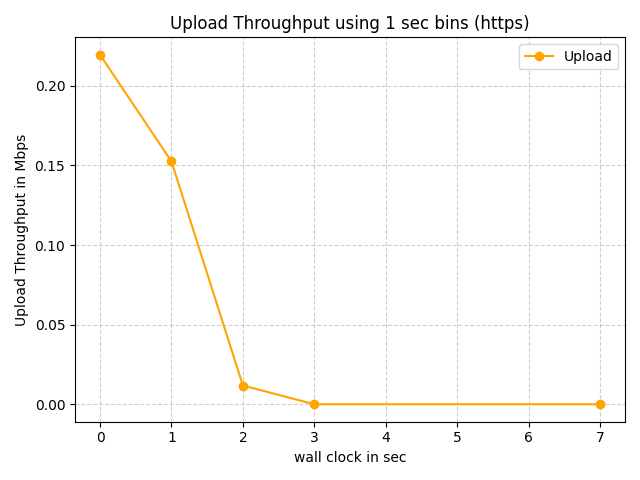 Upload Throughput using 1 sec bins (https)
Upload
Upload Throughput in Mbps
0.20
0.15
0.10
0.05
0.00
0 1 2 3 4 5 6 7
wall clock in sec